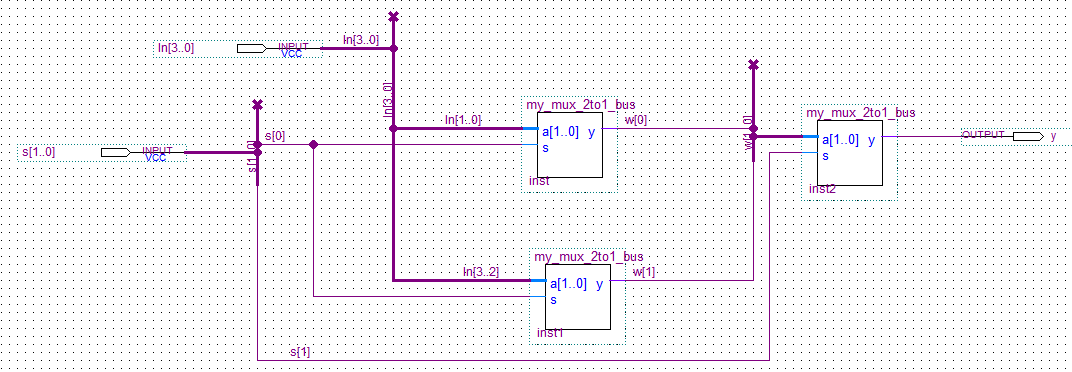 In[3..0]
INPUT
VCC
In[3..0]
In[3..0]
s[1..0]
INPUT
VCC
s[1..0]
s[0]
In[1..0]
my_mux_2to1_bus
a[1..0] y
s
inst
w[0]
In[3..2]
my_mux_2to1_bus
a[1..0] y
s
inst1
w[1]
s[1]
my_mux_2to1_bus
a[1..0] y
s
inst2
OUTPUT
y